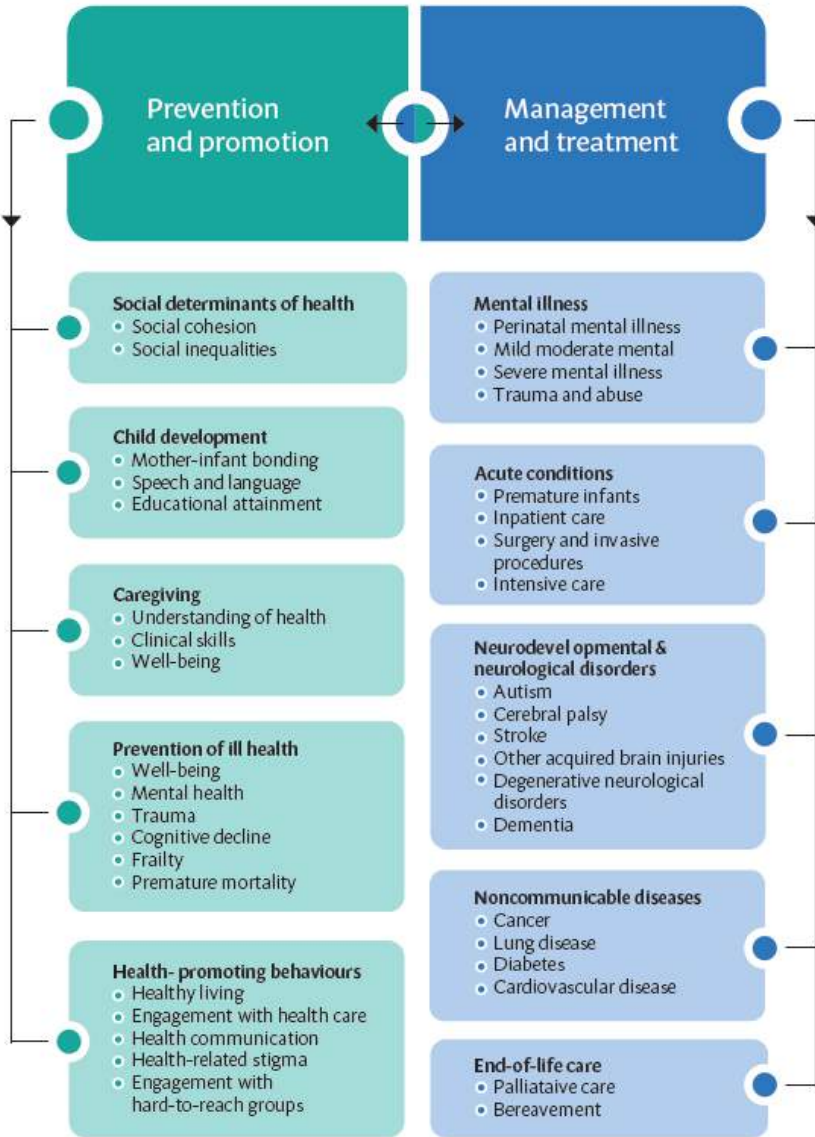 Prevention
and promotion
Management
and treatment
Social determinants of health
Social cohesion
Social inequalities
Child development
Mother-infant bonding
Speech and language
Educational attainment
Caregiving
Understanding of health
Clinical skills
Well-being
Prevention of ill health
Well-being
Mental health
Trauma
Cognitive decline
Frailty
Premature mortality
Health- promoting behaviours
Healthy living
Engagement with health care
Health communication
Health-related stigma
Engagement with
hard-to-reach groups
Mental illness
Perinatal mental illness
Mild moderate mental
Severe mental illness
Trauma and abuse
Acute conditions
Premature infants
Inpatient care
Surgery and invasive
procedures
Intensive care
Neurodevel opmental &
neurological disorders
Autism
Cerebral palsy
Stroke
Other acquired brain injuries
Degenerative neurological
disorders
Dementia
Noncommunicable diseases
Cancer
Lung disease
Diabetes
Cardiovascular disease
End-of-life care
Palliataive care
Bereavement